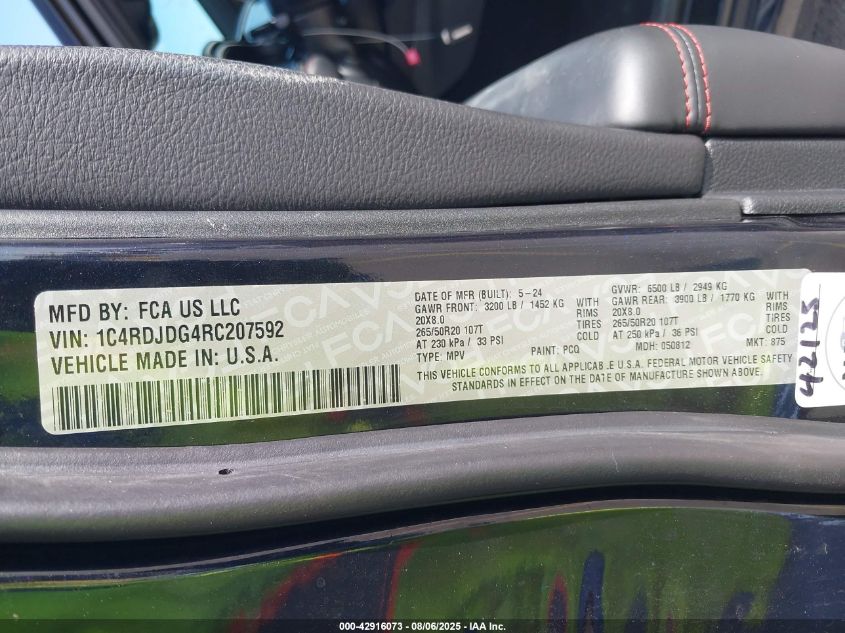 MFD BY: FCA US LLC
VIN: 1C4RDJDG4RC207592
VEHICLE MADE IN: U.S.A.
DATE OF MFR (BUILT): 5-24
GAWR FRONT: 3200 LB / 1452 KG
20X8.0 WITH RIMS
265/50R20 107T TIRES
AT 230 kPa / 33 PSI COLD
TYPE: MPV
PAINT: PCQ
GVWR: 6500 LB / 2949 KG
GAWR REAR: 3900 LB / 1770 KG
20X8.0 WITH RIMS
265/50R20 107T TIRES
AT 250 kPa / 36 PSI COLD
MDH: 050812
MKT: 875
THIS VEHICLE CONFORMS TO ALL APPLICABLE U.S.A. FEDERAL MOTOR VEHICLE SAFETY
STANDARDS IN EFFECT ON THE DATE OF MANUFACTURE SHOWN ABOVE.
42125
000-42916073 — 08/06/2025 — IAA Inc.